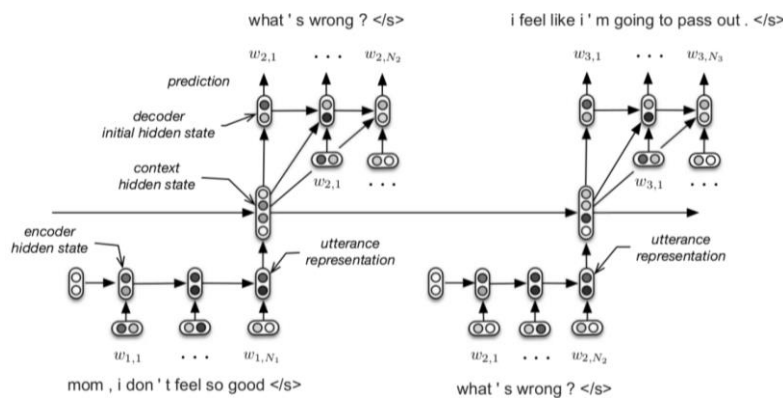 what ' s wrong ? </s>
i feel like i ' m going to pass out . </s>
w2,1 · · · w2,N2
w3,1 · · · w3,N3
prediction
decoder
initial hidden state
context
hidden state
w2,1 · · ·
w3,1 · · ·
encoder
hidden state
utterance
representation
utterance
representation
w1,1 · · · w1,N1
w2,1 · · · w2,N2
mom , i don ' t feel so good </s>
what ' s wrong ? </s>